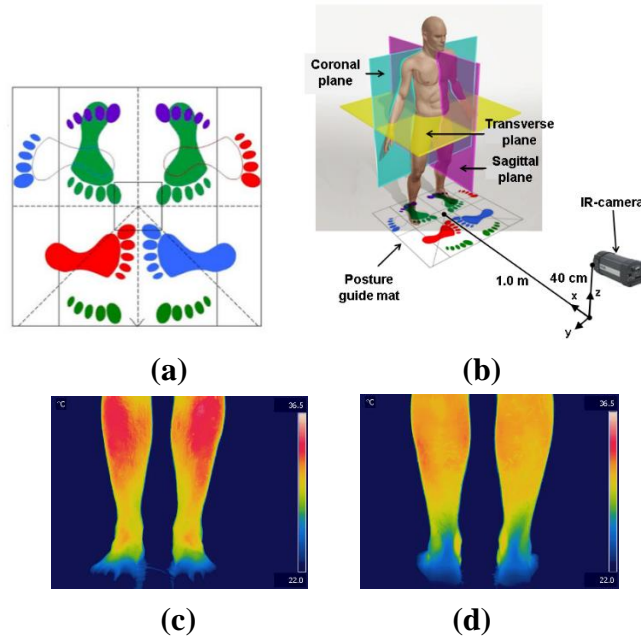 Coronal
plane
Transverse
plane
Sagittal
plane
IR-camera
Posture
guide mat
1.0 m
40 cm
x
z
y
(a)
(b)
°C
36.5
22.0
°C
36.5
22.0
(c)
(d)